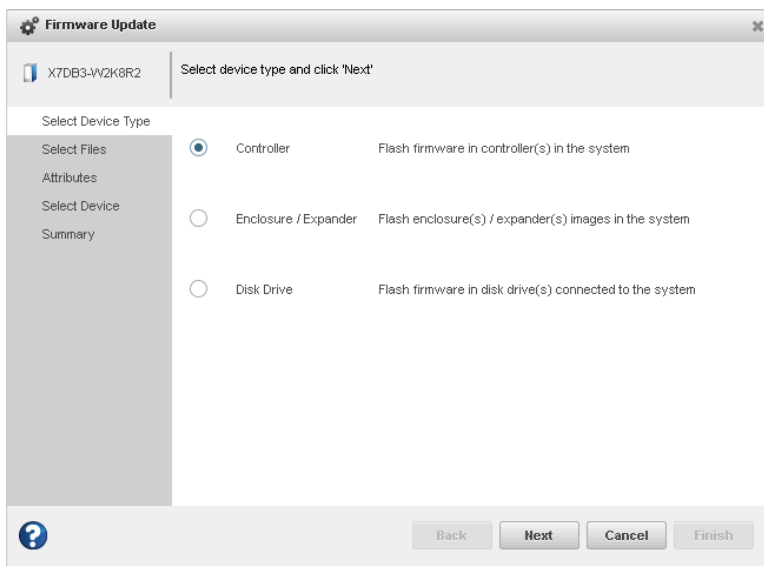 Firmware Update
X7DB3-W2K8R2
Select device type and click 'Next'
Select Device Type
Select Files
Attributes
Select Device
Summary
Controller Flash firmware in controller(s) in the system
Enclosure / Expander Flash enclosure(s) / expander(s) images in the system
Disk Drive Flash firmware in disk drive(s) connected to the system
? Back Next Cancel Finish